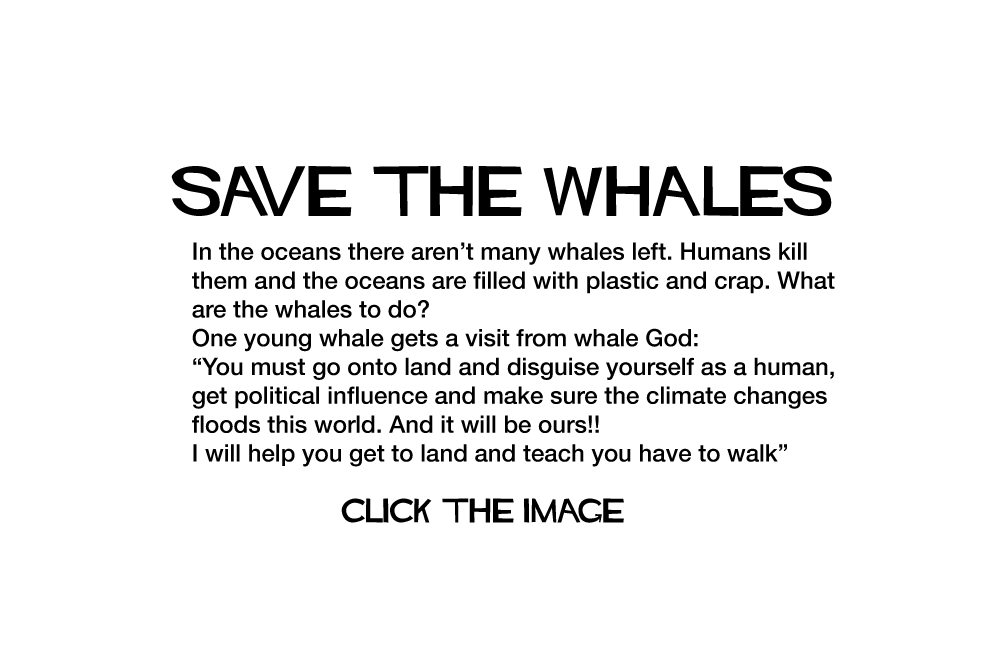 SAVE THE WHALES
In the oceans there aren’t many whales left. Humans kill
them and the oceans are filled with plastic and crap. What
are the whales to do?
One young whale gets a visit from whale God:
“You must go onto land and disguise yourself as a human,
get political influence and make sure the climate changes
floods this world. And it will be ours!!
I will help you get to land and teach you have to walk”
CLICK THE IMAGE